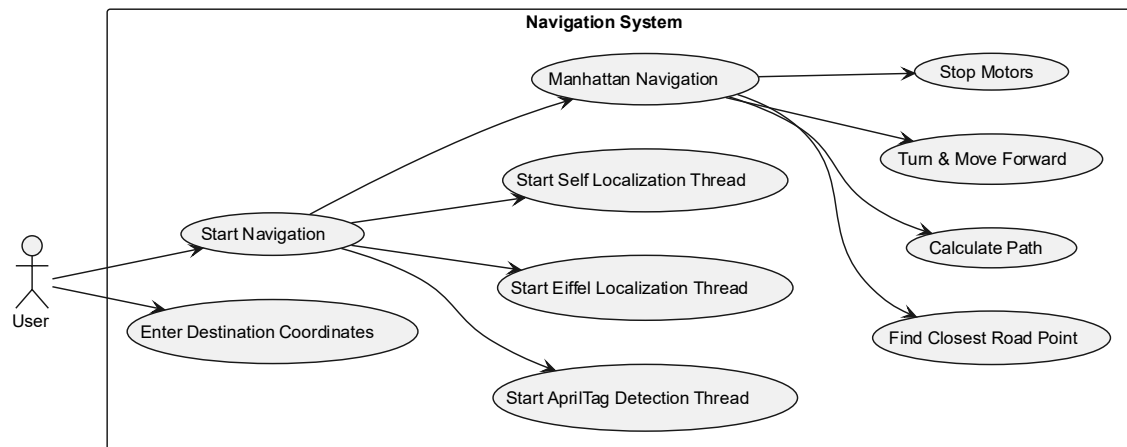 Navigation System
Manhattan Navigation
Stop Motors
Turn & Move Forward
Start Self Localization Thread
Start Navigation
Calculate Path
Start Eiffel Localization Thread
User
Enter Destination Coordinates
Find Closest Road Point
Start AprilTag Detection Thread